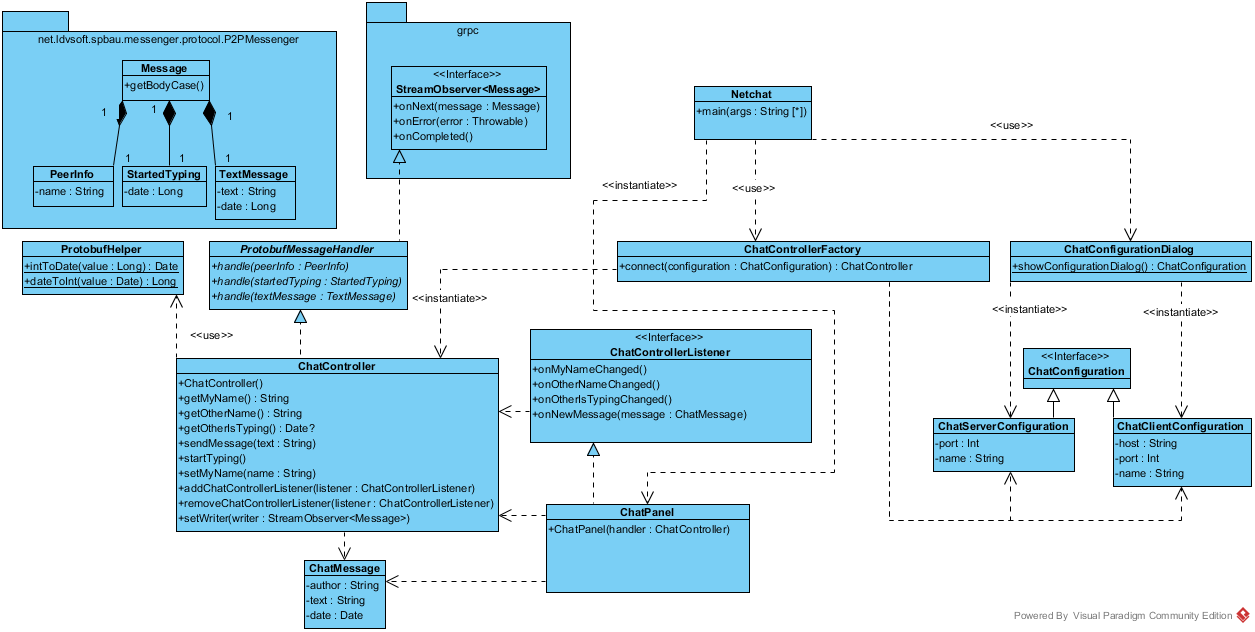 net.ldvsoft.spbau.messenger.protocol.P2PMessenger
Message
+getBodyCase()
1
1
1
1
1
1
PeerInfo
-name : String
StartedTyping
-date : Long
TextMessage
-text : String
-date : Long
grpc
<<Interface>>
StreamObserver<Message>
+onNext(message : Message)
+onError(error : Throwable)
+onCompleted()
Netchat
+main(args : String [*])
<<use>>
<<instantiate>>
<<use>>
ProtobufHelper
+intToDate(value : Long) : Date
+dateToInt(value : Date) : Long
ProtobufMessageHandler
+handle(peerInfo : PeerInfo)
+handle(startedTyping : StartedTyping)
+handle(textMessage : TextMessage)
ChatControllerFactory
+connect(configuration : ChatConfiguration) : ChatController
ChatConfigurationDialog
+showConfigurationDialog() : ChatConfiguration
<<instantiate>>
<<instantiate>>
<<instantiate>>
<<use>>
ChatController
+ChatController()
+getMyName() : String
+getOtherName() : String
+getOtherIsTyping() : Date?
+sendMessage(text : String)
+startTyping()
+setMyName(name : String)
+addChatControllerListener(listener : ChatControllerListener)
+removeChatControllerListener(listener : ChatControllerListener)
+setWriter(writer : StreamObserver<Message>)
<<Interface>>
ChatControllerListener
+onMyNameChanged()
+onOtherNameChanged()
+onOtherIsTypingChanged()
+onNewMessage(message : ChatMessage)
<<Interface>>
ChatConfiguration
ChatServerConfiguration
-port : Int
-name : String
ChatClientConfiguration
-host : String
-port : Int
-name : String
ChatPanel
+ChatPanel(handler : ChatController)
ChatMessage
-author : String
-text : String
-date : Date
Powered By Visual Paradigm Community Edition